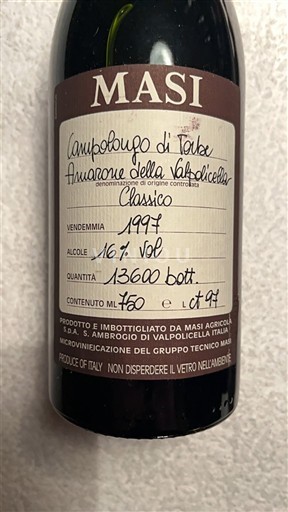 MASI
Campolongo di Torbe
Amarone della Valpolicella
denominazione di origine controllata
Classico
VENDEMMIA 1997
ALCOLE 16% vol
QUANTITA 13600 bott.
CONTENUTO ML 750 e L ct 97
PRODOTTO E IMBOTTIGLIATO DA MASI AGRICOLA
S.p.A. S. AMBROGIO DI VALPOLICELLA ITALIA
MICROVINIFICAZIONE DEL GRUPPO TECNICO MASI
PRODUCE OF ITALY NON DISPERDERE IL VETRO NELL'AMBIENTE